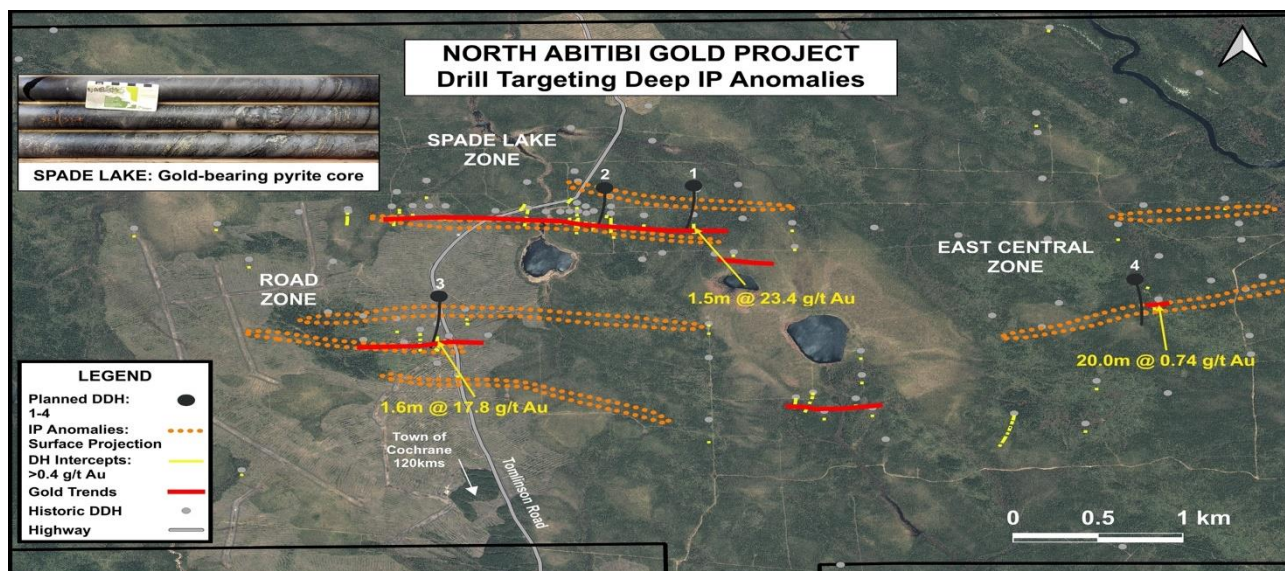 NORTH ABITIBI GOLD PROJECT
Drill Targeting Deep IP Anomalies
SPADE LAKE: Gold-bearing pyrite core
SPADE LAKE
ZONE
2
1
EAST CENTRAL
ZONE
4
ROAD
ZONE
3
1.5m @ 23.4 g/t Au
20.0m @ 0.74 g/t Au
1.6m @ 17.8 g/t Au
Town of
Cochrane
120kms
Tomlinson Road
LEGEND
Planned DDH:
1-4
IP Anomalies:
Surface Projection
DH Intercepts:
>0.4 g/t Au
Gold Trends
Historic DDH
Highway
0 0.5 1 km